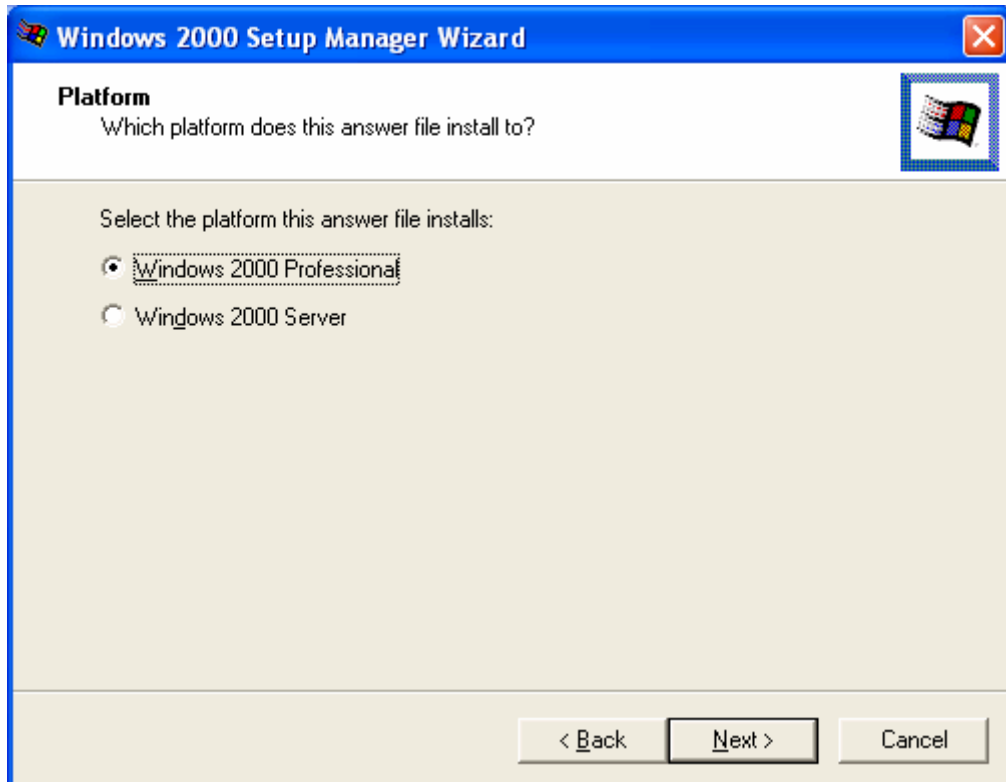 Windows 2000 Setup Manager Wizard
Platform
Which platform does this answer file install to?
Select the platform this answer file installs:
Windows 2000 Professional
Windows 2000 Server
< Back Next > Cancel